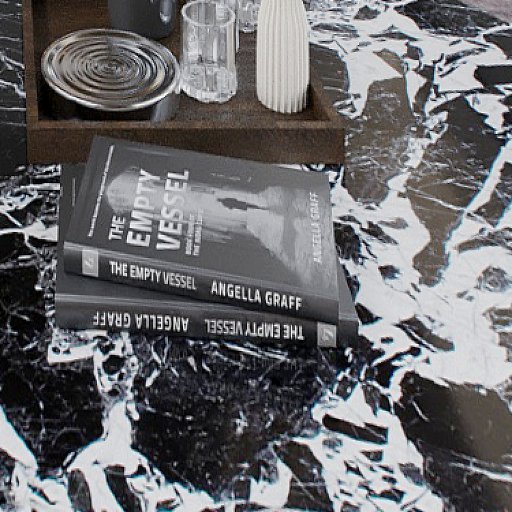 THE
EMPTY
VESSEL
ANGELLA GRAFF
THE EMPTY VESSEL ANGELLA GRAFF
THE EMPTY VESSEL ANGELLA GRAFF